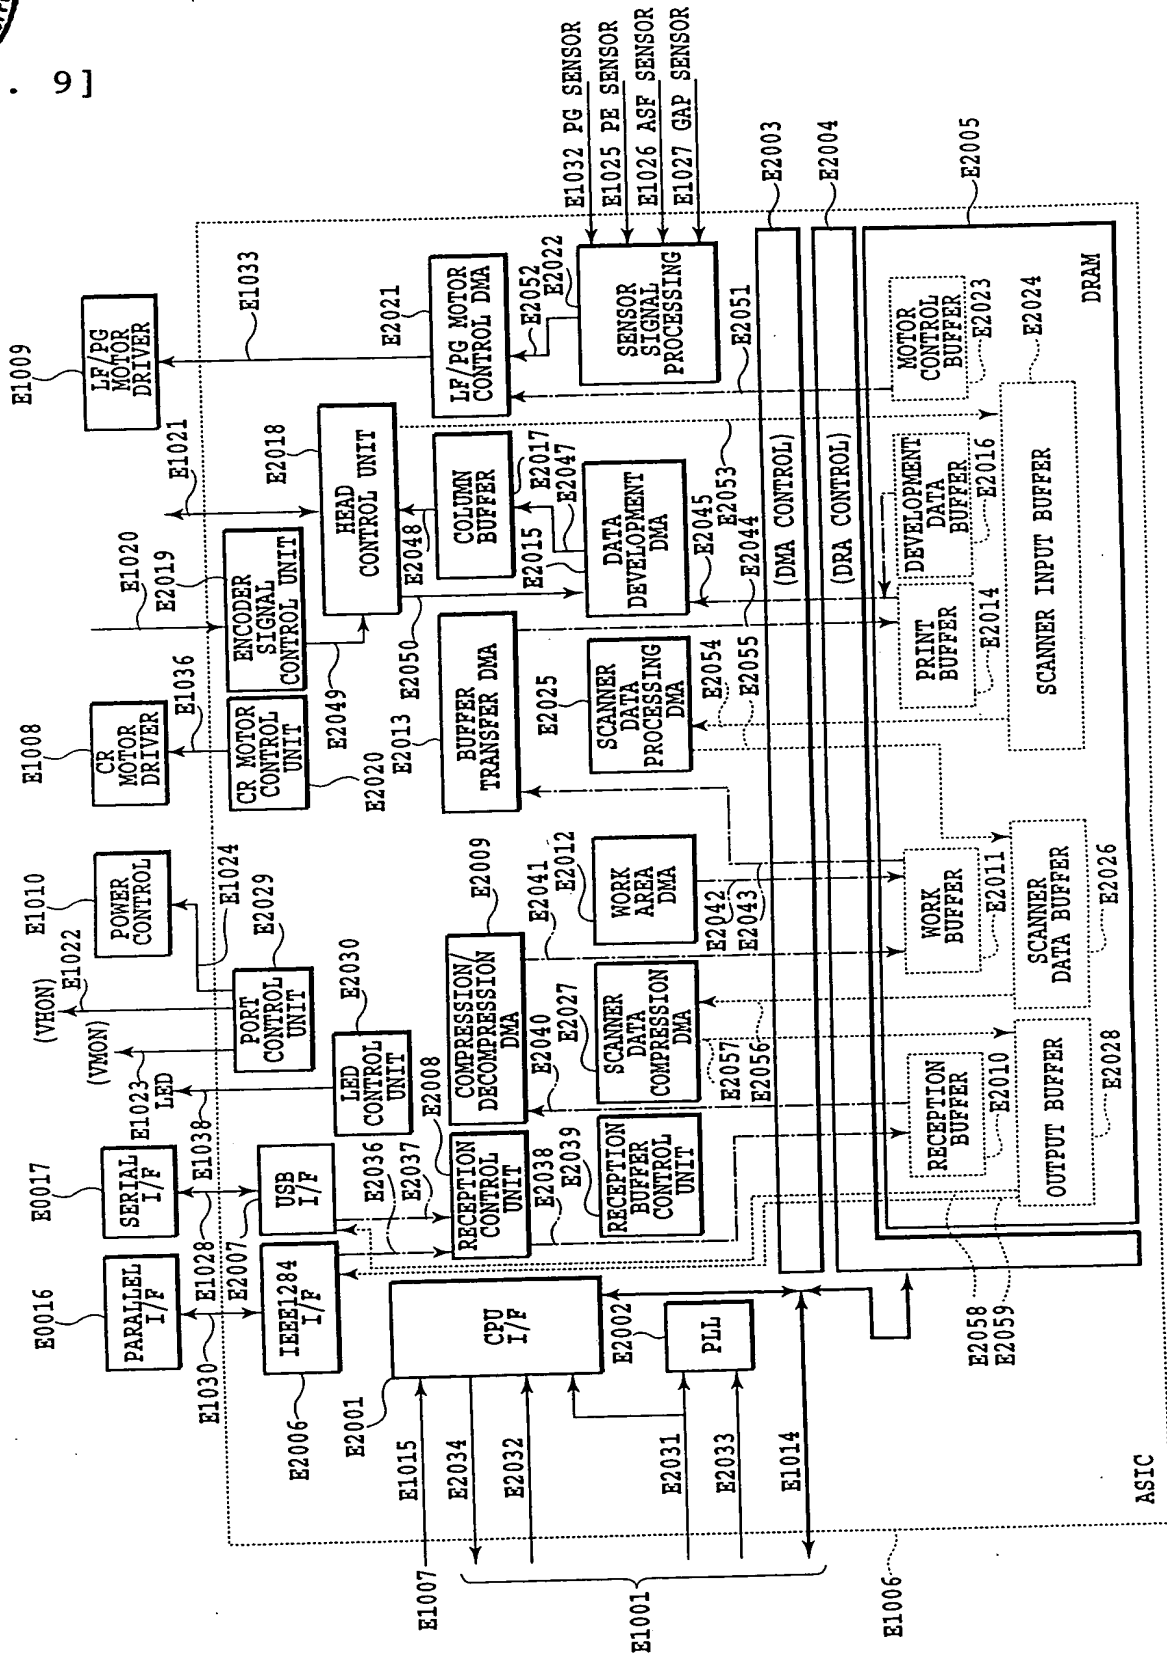 . 9]
E1009
LF/PG
MOTOR
DRIVER
E1033
E1021
E1020
E1008
CR
MOTOR
DRIVER
E1036
E1010
POWER
CONTROL
E1024
(VHON)
E1022
(VMON)
E1023
LED
E1038
E0017
SERIAL
I/F
E1028
E0016
PARALLEL
I/F
E1030
E1032 PG SENSOR
E1025 PE SENSOR
E1026 ASF SENSOR
E1027 GAP SENSOR
E2021
LF/PG MOTOR
CONTROL DMA
E2052
E2022
SENSOR
SIGNAL
PROCESSING
E2051
E2018
HEAD
CONTROL UNIT
E2019
ENCODER
SIGNAL
CONTROL UNIT
E2049
E2048
COLUMN
BUFFER
E2017
E2047
E2050
E2015
DATA
DEVELOPMENT
DMA
E2045
E2053
E2044
CR MOTOR
CONTROL
UNIT
E2020
E2013
BUFFER
TRANSFER DMA
E2025
SCANNER
DATA
PROCESSING
DMA
E2054
E2055
PORT
CONTROL
UNIT
E2029
LED
CONTROL
UNIT
E2030
E2009
COMPRESSION/
DECOMPRESSION
DMA
E2041
E2012
WORK
AREA
DMA
E2042
E2043
E2040
E2027
SCANNER
DATA
COMPRESSION
DMA
E2057
E2056
USB
I/F
E2007
E2008
E2036
E2037
RECEPTION
CONTROL
UNIT
E2038
E2039
RECEPTION
BUFFER
CONTROL
UNIT
IEEE1284
I/F
E2006
E2001
CPU
I/F
E2002
PLL
E1007
E1015
E2034
E2032
E2031
E2033
E1014
E1001
E2003
(DMA CONTROL)
E2004
(DRA CONTROL)
E2005
DRAM
MOTOR
CONTROL
BUFFER
E2023
DEVELOPMENT
DATA
BUFFER
E2016
PRINT
BUFFER
E2014
E2024
SCANNER INPUT BUFFER
WORK
BUFFER
E2011
SCANNER
DATA BUFFER
E2026
RECEPTION
BUFFER
E2010
OUTPUT BUFFER
E2028
E2058
E2059
E1006
ASIC